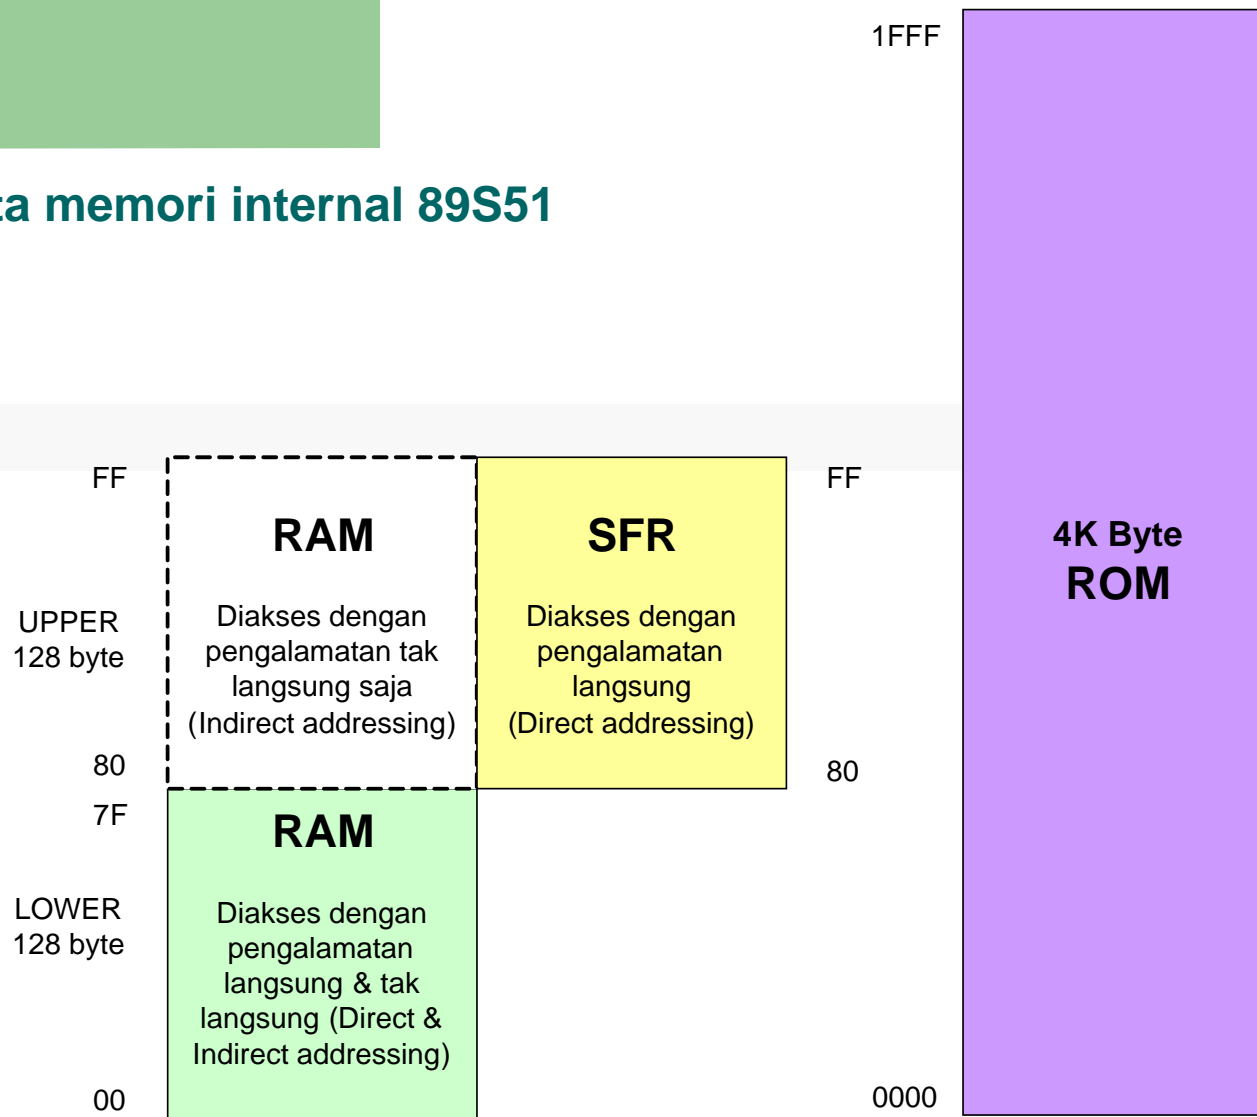 ta memori internal 89S51
1FFF
FF
UPPER
128 byte
80
7F
LOWER
128 byte
00
RAM
Diakses dengan
pengalamatan tak
langsung saja
(Indirect addressing)
RAM
Diakses dengan
pengalamatan
langsung & tak
langsung (Direct &
Indirect addressing)
SFR
Diakses dengan
pengalamatan
langsung
(Direct addressing)
FF
80
4K Byte
ROM
0000